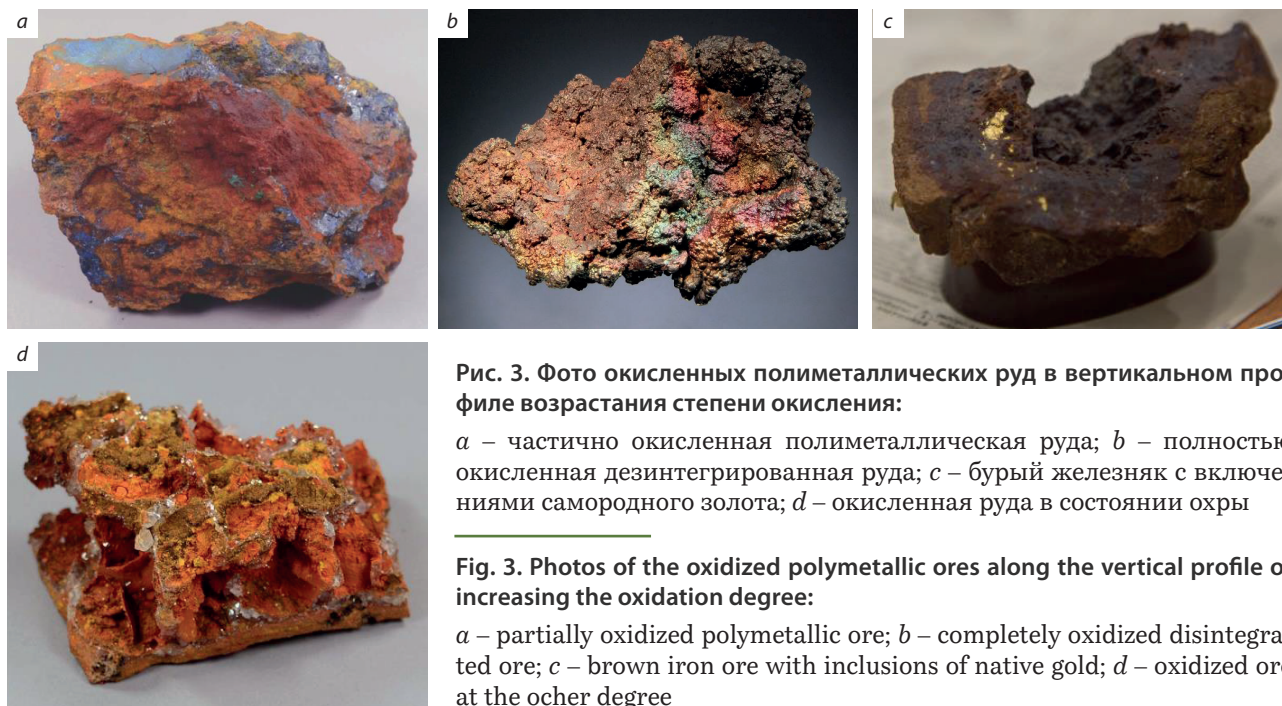 a
b
c
d
Рис. 3. Фото окисленных полиметаллических руд в вертикальном про
филе возрастания степени окисления:
a – частично окисленная полиметаллическая руда; b – полностью
окисленная дезинтегрированная руда; c – бурый железняк с включе
ниями самородного золота; d – окисленная руда в состоянии охры
Fig. 3. Photos of the oxidized polymetallic ores along the vertical profile o
increasing the oxidation degree:
a – partially oxidized polymetallic ore; b – completely oxidized disintegra
ted ore; c – brown iron ore with inclusions of native gold; d – oxidized or
at the ocher degree